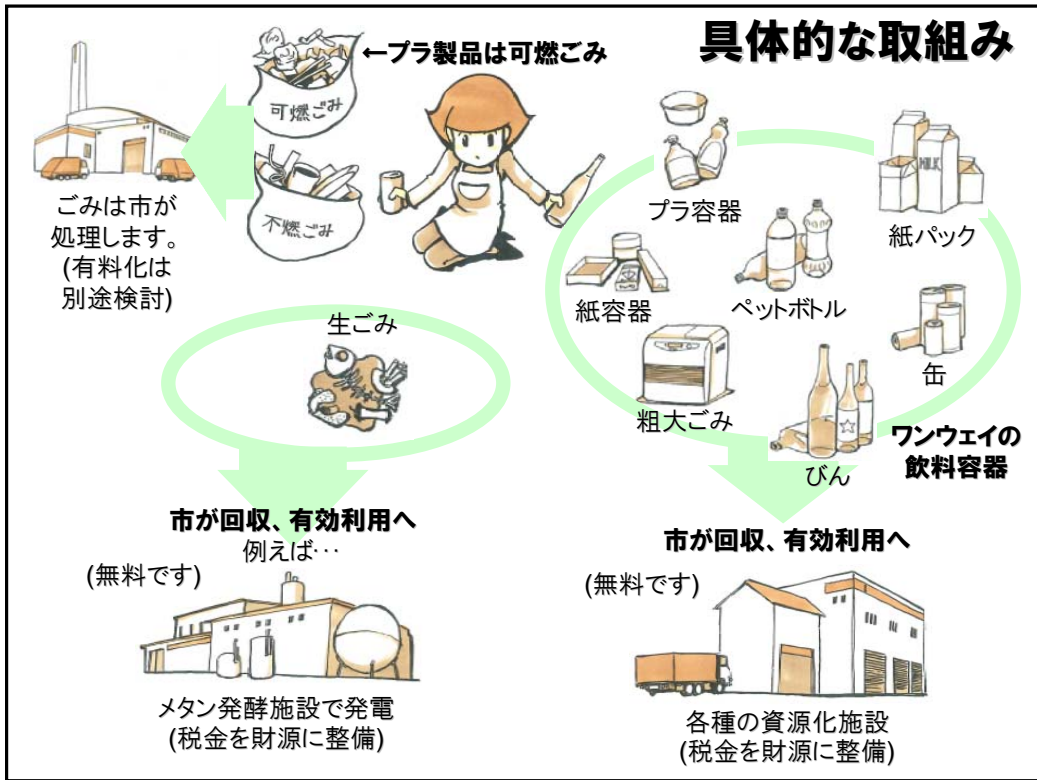 具体的な取組み
←プラ製品は可燃ごみ
可燃ごみ
不燃ごみ
ごみは市が
処理します。
(有料化は
別途検討)
プラ容器
MILK
紙パック
紙容器
ペットボトル
缶
粗大ごみ
びん
ワンウェイの
飲料容器
生ごみ
市が回収、有効利用へ
例えば…
(無料です)
メタン発酵施設で発電
(税金を財源に整備)
市が回収、有効利用へ
(無料です)
各種の資源化施設
(税金を財源に整備)